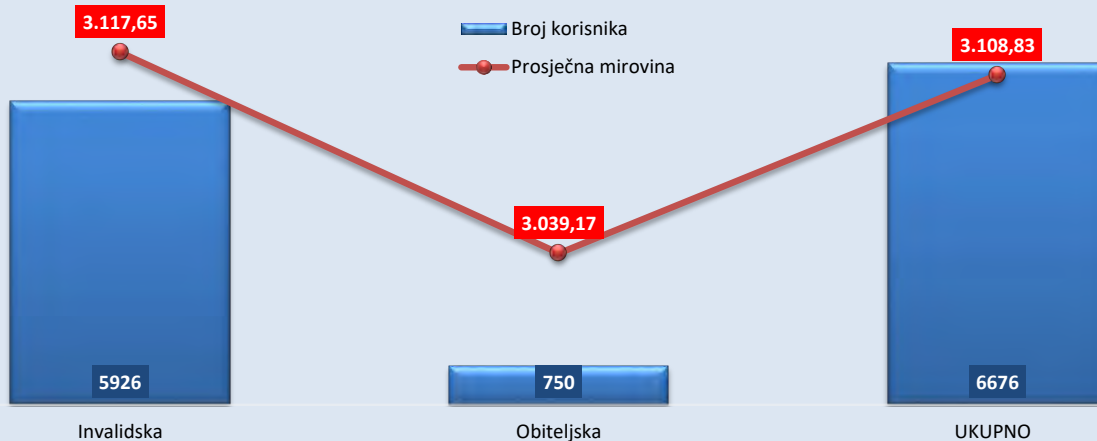 3.117,65
Broj korisnika
Prosječna mirovina
3.108,83
3.039,17
5926
750
6676
Invalidska
Obiteljska
UKUPNO